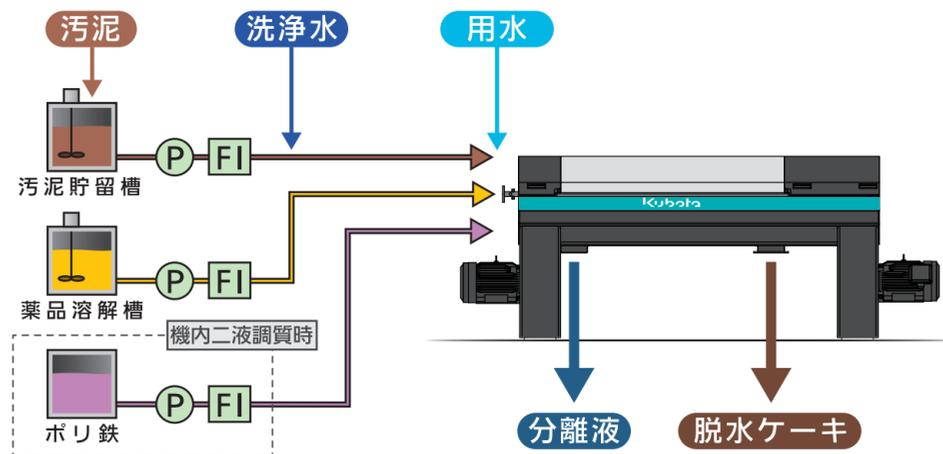 汚泥
洗浄水
用水
P
FI
汚泥貯留槽
Kubota
P
FI
薬品溶解槽
機内二液調質時
P
FI
ポリ鉄
分離液
脱水ケーキ